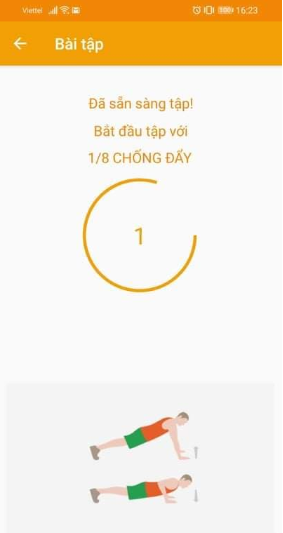 Viettel 16:23
Bài tập
Đã sẵn sàng tập!
Bắt đầu tập với
1/8 CHỐNG ĐẨY
1